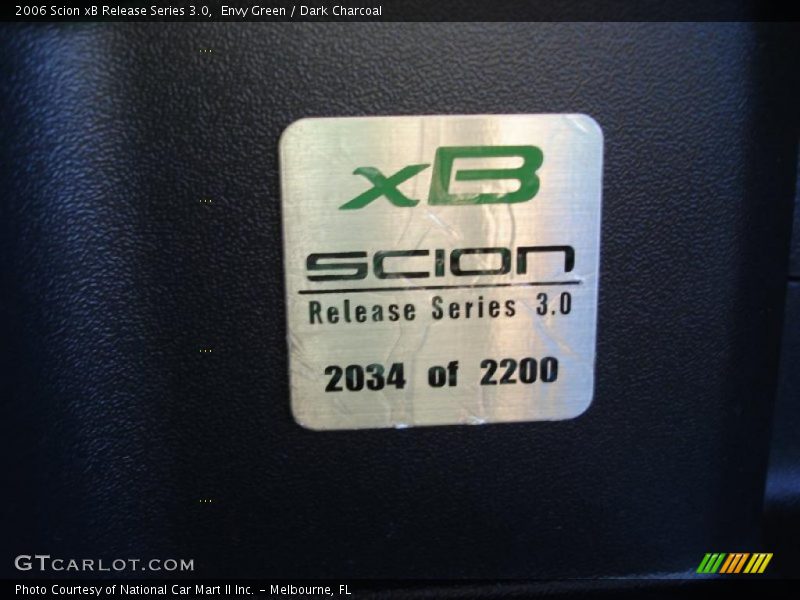 2006 Scion xB Release Series 3.0, Envy Green / Dark Charcoal
xB
SCION
Release Series 3.0
2034 of 2200
GTCARLOT.COM
Photo Courtesy of National Car Mart II Inc. - Melbourne, FL